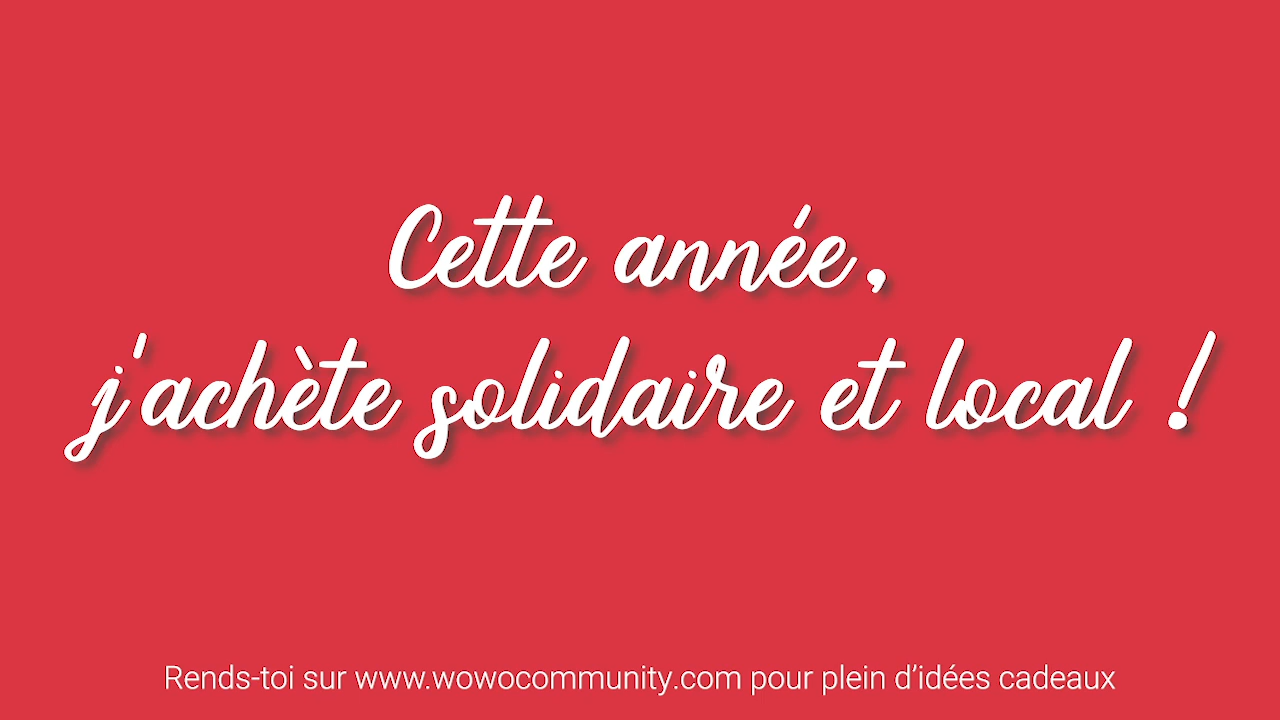 Cette année,
j'achète solidaire et local !
Rends-toi sur www.wowocommunity.com pour plein d’idées cadeaux